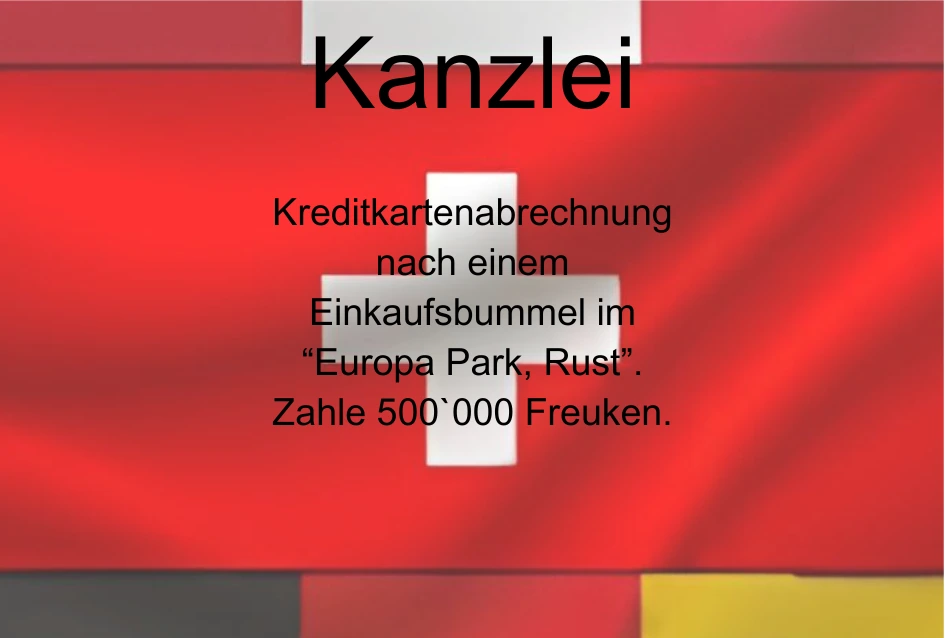 Kanzlei
Kreditkartenabrechnung
nach einem
Einkaufsbummel im
“Europa Park, Rust”.
Zahle 500`000 Freuken.